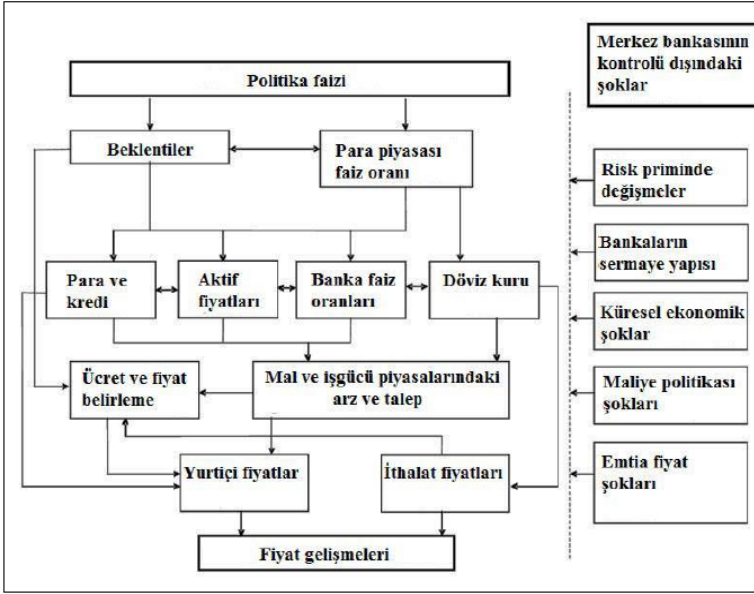 Politika faizi
Beklentiler
Para piyasası
faiz oranı
Para ve
kredi
Aktif
fiyatları
Banka faiz
oranları
Döviz kuru
Ücret ve fiyat
belirleme
Mal ve işgücü piyasalarındaki
arz ve talep
Yurtiçi fiyatlar
İthalat fiyatları
Fiyat gelişmeleri
Merkez bankasının
kontrolü dışındaki
şoklar
Risk priminde
değişmeler
Bankaların
sermaye yapısı
Küresel ekonomik
şoklar
Maliye politikası
şokları
Emtia fiyat
şokları